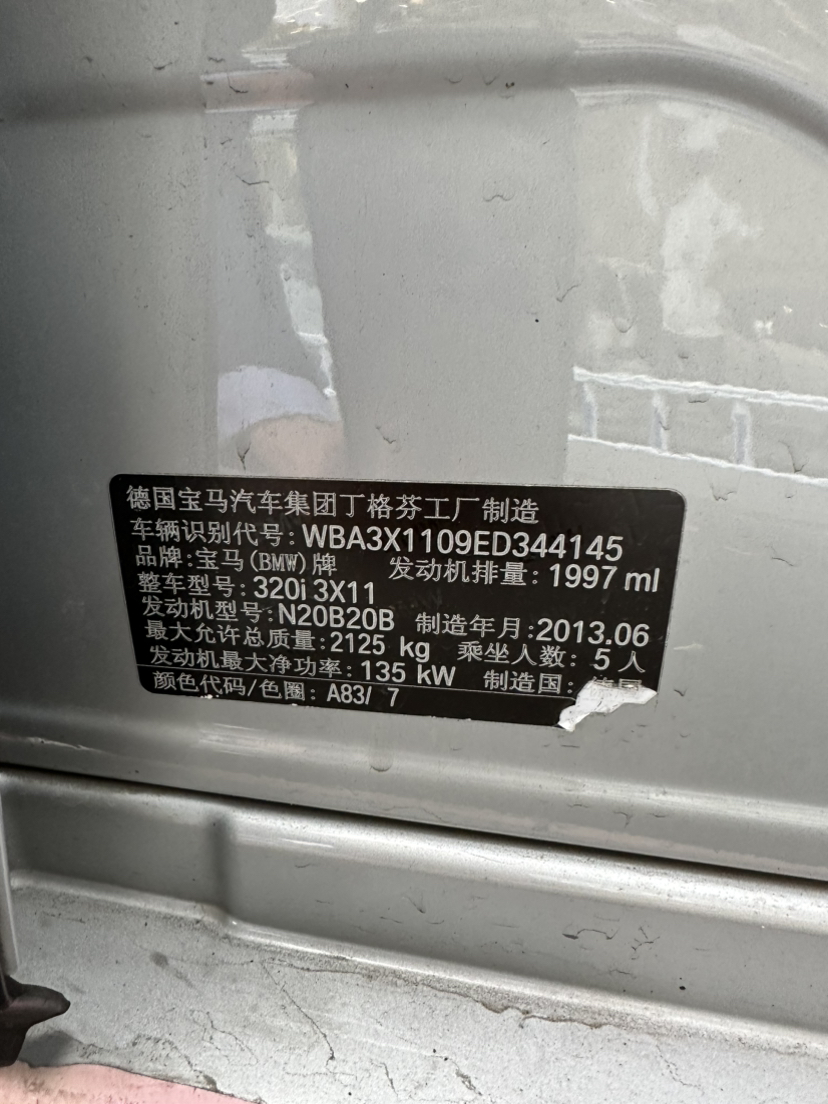 德国宝马汽车集团丁格芬工厂制造
车辆识别代号: WBA3X1109ED344145
品牌:宝马(BMW)牌 发动机排量: 1997 ml
整车型号: 320i 3X11
发动机型号: N20B20B 制造年月:2013.06
最大允许总质量:2125 kg 乘坐人数: 5 人
发动机最大净功率: 135 kW 制造国:
颜色代码/色圈: A83/ 7